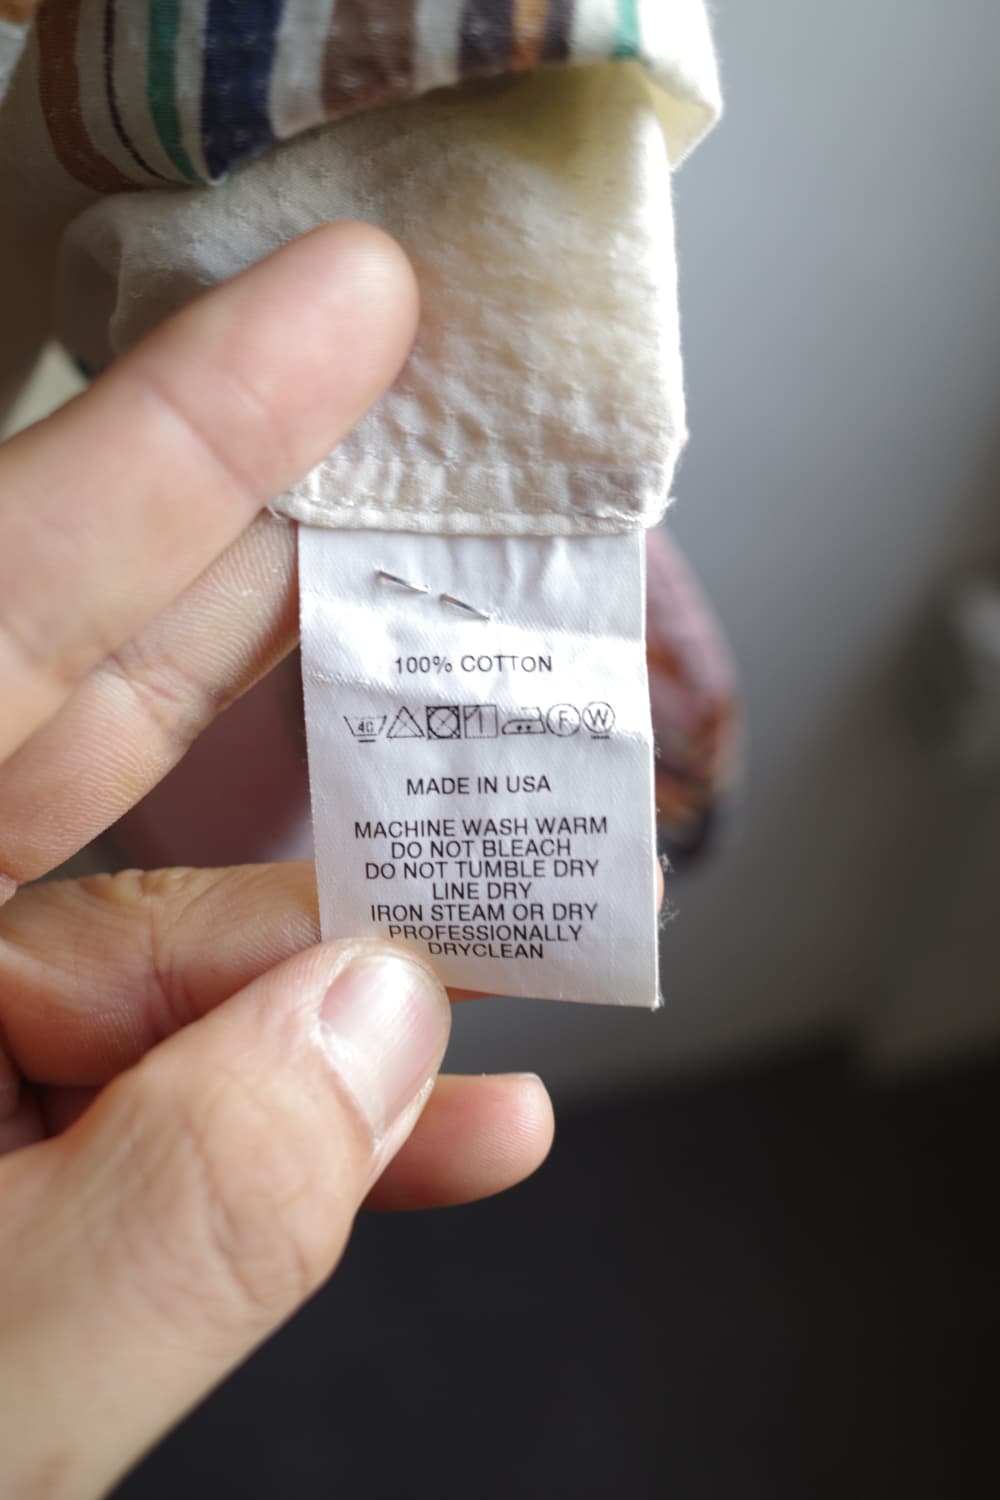 100% COTTON
40 F W
MADE IN USA
MACHINE WASH WARM
DO NOT BLEACH
DO NOT TUMBLE DRY
LINE DRY
IRON STEAM OR DRY
PROFESSIONALLY
DRYCLEAN